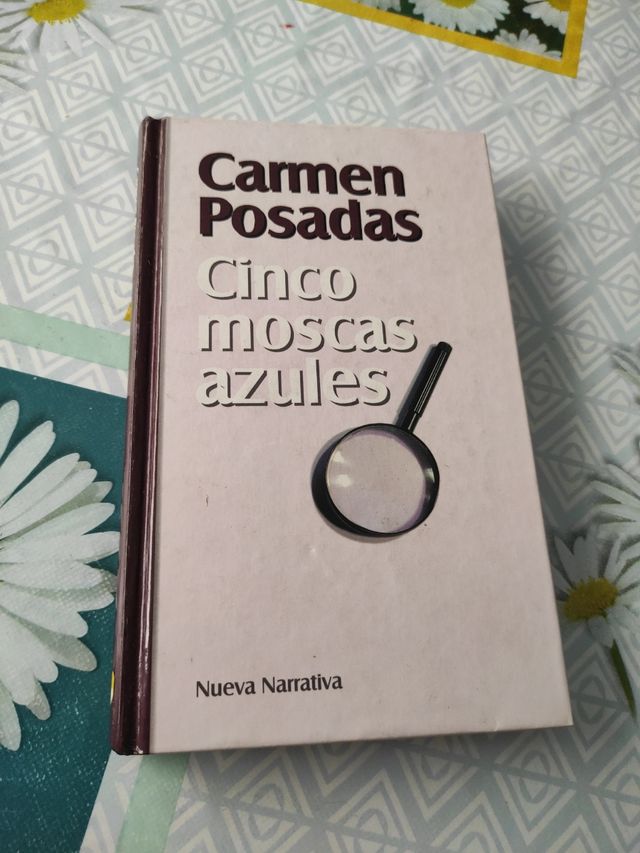 Carmen
Posadas
Cinco
moscas
azules
Nueva Narrativa